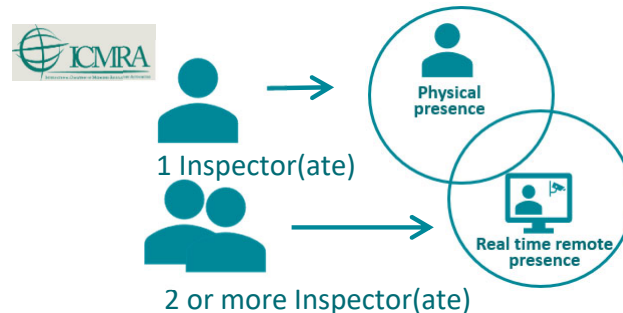 ICMRA
Physical
presence
1 Inspector(ate)
Real time remote
presence
2 or more Inspector(ate)